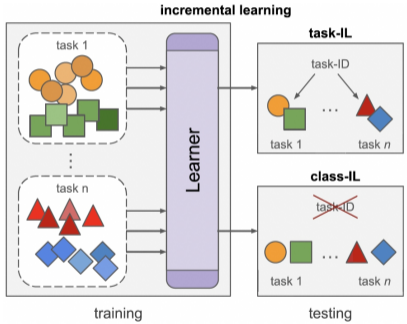 incremental learning
task 1
⋮
task n
Learner
training
task-IL
task-ID
...
task 1
task n
class-IL
task-ID
...
task 1
task n
testing